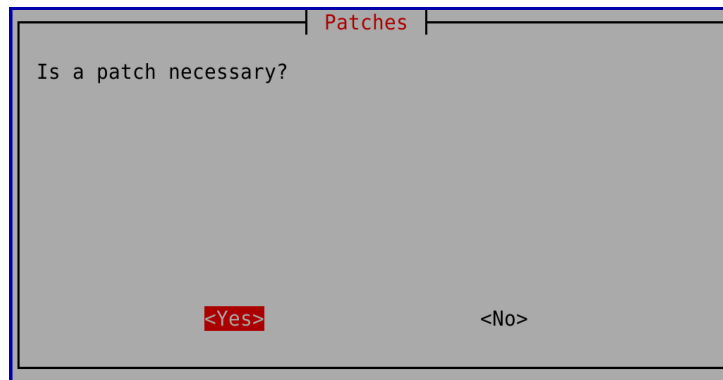 Patches
Is a patch necessary?
<Yes> <No>